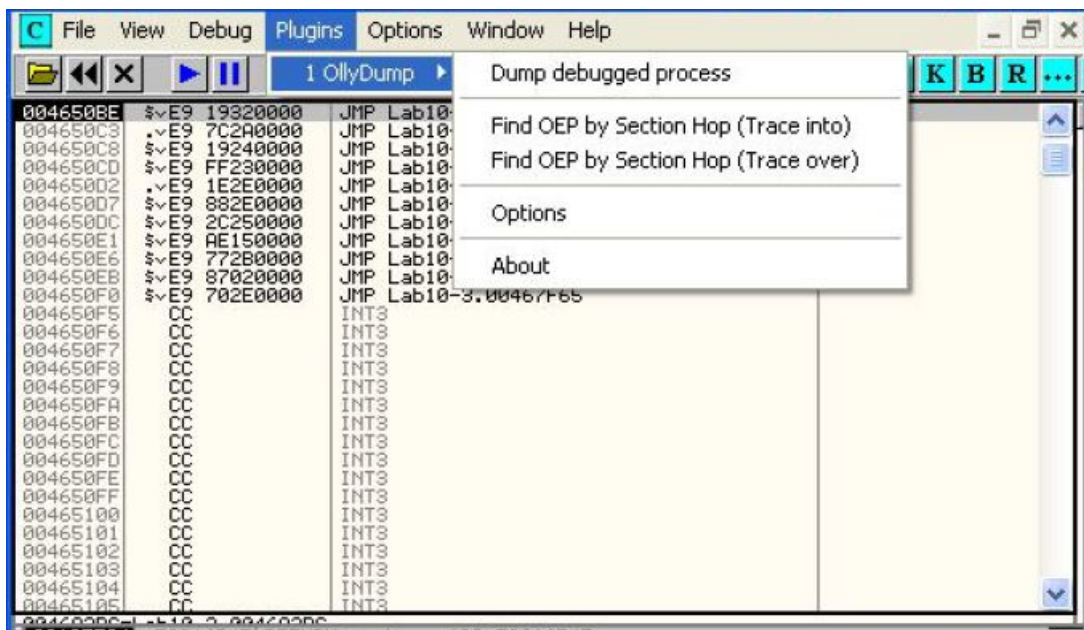 C File View Debug Plugins Options Window Help
1 OllyDump
K B R ...
Dump debugged process
Find OEP by Section Hop (Trace into)
Find OEP by Section Hop (Trace over)
Options
About
004650BE $ E9 19320000 JMP Lab10-
004650C3 . E9 7C2A0000 JMP Lab10-
004650C8 $ E9 19240000 JMP Lab10-
004650CD $ E9 FF230000 JMP Lab10-
004650D2 . E9 1E2E0000 JMP Lab10-
004650D7 $ E9 882E0000 JMP Lab10-
004650DC $ E9 2C250000 JMP Lab10-
004650E1 $ E9 AE150000 JMP Lab10-
004650E6 $ E9 772B0000 JMP Lab10-
004650EB $ E9 87020000 JMP Lab10-
004650F0 $ E9 702E0000 JMP Lab10-3.00467F65
004650F5 CC INT3
004650F6 CC INT3
004650F7 CC INT3
004650F8 CC INT3
004650F9 CC INT3
004650FA CC INT3
004650FB CC INT3
004650FC CC INT3
004650FD CC INT3
004650FE CC INT3
004650FF CC INT3
00465100 CC INT3
00465101 CC INT3
00465102 CC INT3
00465103 CC INT3
00465104 CC INT3
00465105 CC INT3